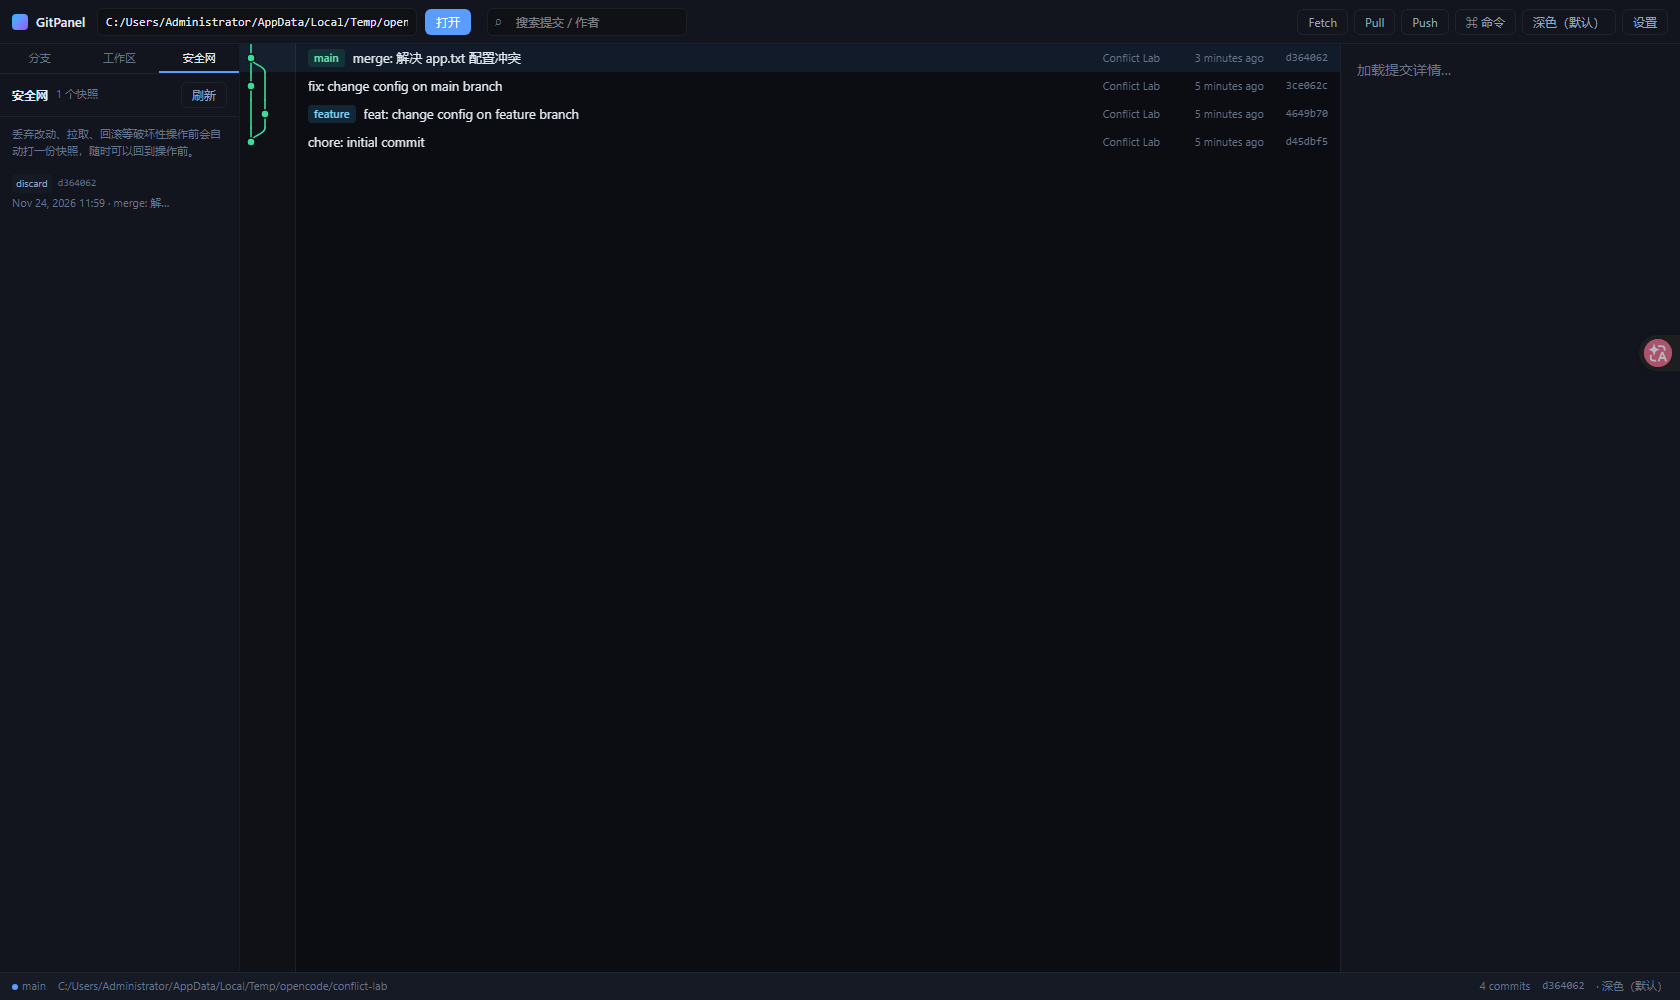 GitPanel C:/Users/Administrator/AppData/Local/Temp/open 打开 搜索提交 / 作者 Fetch Pull Push ⌘ 命令 深色（默认） 设置
分支 工作区 安全网
安全网 1 个快照 刷新
丢弃改动、拉取、回滚等破坏性操作前会自
动打一份快照，随时可以回到操作前。
discard d364062
Nov 24, 2026 11:59 · merge: 解...
main merge: 解决 app.txt 配置冲突 Conflict Lab 3 minutes ago d364062
fix: change config on main branch Conflict Lab 5 minutes ago 3ce062c
feature feat: change config on feature branch Conflict Lab 5 minutes ago 4649b70
chore: initial commit Conflict Lab 5 minutes ago d45dbf5
加载提交详情...
main C:/Users/Administrator/AppData/Local/Temp/opencode/conflict-lab 4 commits d364062 · 深色（默认）